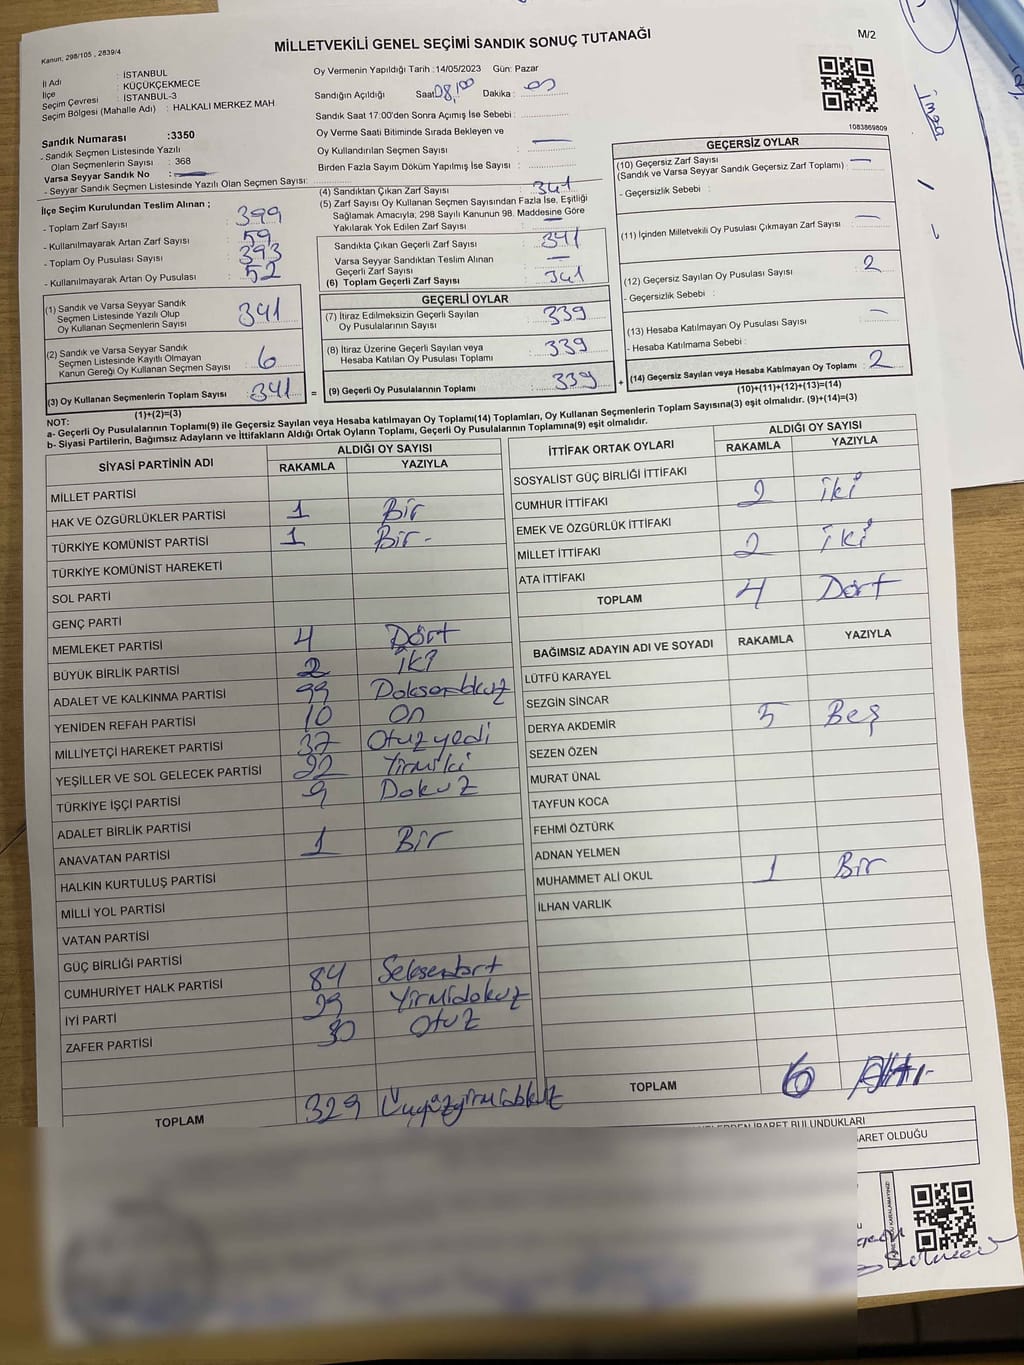 Kanun, 298/105 , 2839/4
MİLLETVEKİLİ GENEL SEÇİMİ SANDIK SONUÇ TUTANAĞI
M/2
İl Adı : İSTANBUL
İlçe : KÜÇÜKÇEKMECE
Seçim Çevresi : İSTANBUL-3
Seçim Bölgesi (Mahalle Adı) : HALKALI MERKEZ MAH.
Oy Vermenin Yapıldığı Tarih :14/05/2023 Gün: Pazar
Sandığın Açıldığı Saat 08,00 Dakika : 00
Sandık Saat 17:00'den Sonra Açımış İse Sebebi :
Oy Verme Saati Bitiminde Sırada Bekleyen ve
Oy Kullandırılan Seçmen Sayısı : —
Birden Fazla Sayım Döküm Yapılmış İse Sayısı :
1083869809
imza
Sandık Numarası :3350
- Sandık Seçmen Listesinde Yazılı
Olan Seçmenlerin Sayısı : 368
Varsa Seyyar Sandık No : —
- Seyyar Sandık Seçmen Listesinde Yazılı Olan Seçmen Sayısı:
İlçe Seçim Kurulundan Teslim Alınan ;
- Toplam Zarf Sayısı : 399
- Kullanılmayarak Artan Zarf Sayısı : 59
- Toplam Oy Pusulası Sayısı : 393
- Kullanılmayarak Artan Oy Pusulası : 52
(1) Sandık ve Varsa Seyyar Sandık
Seçmen Listesinde Yazılı Olup
Oy Kullanan Seçmenlerin Sayısı : 341
(2) Sandık ve Varsa Seyyar Sandık
Seçmen Listesinde Kayıtlı Olmayan
Kanun Gereği Oy Kullanan Seçmen Sayısı : 6
(3) Oy Kullanan Seçmenlerin Toplam Sayısı : 341
(1)+(2)=(3)
(4) Sandıktan Çıkan Zarf Sayısı : 341
(5) Zarf Sayısı Oy Kullanan Seçmen Sayısından Fazla İse, Eşitliği
Sağlamak Amacıyla; 298 Sayılı Kanunun 98. Maddesine Göre
Yakılarak Yok Edilen Zarf Sayısı : —
Sandıkta Çıkan Geçerli Zarf Sayısı : 341
Varsa Seyyar Sandıktan Teslim Alınan
Geçerli Zarf Sayısı : —
(6) Toplam Geçerli Zarf Sayısı : 341
GEÇERLİ OYLAR
(7) İtiraz Edilmeksizin Geçerli Sayılan
Oy Pusulalarının Sayısı : 339
(8) İtiraz Üzerine Geçerli Sayılan veya
Hesaba Katılan Oy Pusulası Toplamı : 339
= (9) Geçerli Oy Pusulalarının Toplamı : 339 +
GEÇERSİZ OYLAR
(10) Geçersiz Zarf Sayısı : —
(Sandık ve Varsa Seyyar Sandık Geçersiz Zarf Toplamı)
- Geçersizlik Sebebi :
(11) İçinden Milletvekili Oy Pusulası Çıkmayan Zarf Sayısı : —
(12) Geçersiz Sayılan Oy Pusulası Sayısı : 2
- Geçersizlik Sebebi :
(13) Hesaba Katılmayan Oy Pusulası Sayısı : —
- Hesaba Katılmama Sebebi :
(14) Geçersiz Sayılan veya Hesaba Katılmayan Oy Toplamı : 2
(10)+(11)+(12)+(13)=(14)
NOT:
a- Geçerli Oy Pusulalarının Toplamı(9) ile Geçersiz Sayılan veya Hesaba katılmayan Oy Toplamı(14) Toplamları, Oy Kullanan Seçmenlerin Toplam Sayısına(3) eşit olmalıdır. (9)+(14)=(3)
b- Siyasi Partilerin, Bağımsız Adayların ve İttifakların Aldığı Ortak Oyların Toplamı, Geçerli Oy Pusulalarının Toplamına(9) eşit olmalıdır.
SİYASİ PARTİNİN ADI
ALDIĞI OY SAYISI
RAKAMLA YAZIYLA
MİLLET PARTİSİ
HAK VE ÖZGÜRLÜKLER PARTİSİ 1 Bir
TÜRKİYE KOMÜNİST PARTİSİ 1 Bir-
TÜRKİYE KOMÜNİST HAREKETİ
SOL PARTİ
GENÇ PARTİ
MEMLEKET PARTİSİ 4 Dört
BÜYÜK BİRLİK PARTİSİ 2 iki
ADALET VE KALKINMA PARTİSİ 99 Doksandokuz
YENİDEN REFAH PARTİSİ 10 On
MİLLİYETÇİ HAREKET PARTİSİ 37 Otuzyedi
YEŞİLLER VE SOL GELECEK PARTİSİ 22 Yirmiiki
TÜRKİYE İŞÇİ PARTİSİ 9 Dokuz
ADALET BİRLİK PARTİSİ
ANAVATAN PARTİSİ 1 Bir
HALKIN KURTULUŞ PARTİSİ
MİLLİ YOL PARTİSİ
VATAN PARTİSİ
GÜÇ BİRLİĞİ PARTİSİ
CUMHURİYET HALK PARTİSİ 84 Seksendört
İYİ PARTİ 29 Yirmidokuz
ZAFER PARTİSİ 30 Otuz
TOPLAM 329 Üçyüzyirmidokuz
İTTİFAK ORTAK OYLARI
ALDIĞI OY SAYISI
RAKAMLA YAZIYLA
SOSYALİST GÜÇ BİRLİĞİ İTTİFAKI
CUMHUR İTTİFAKI 2 iki
EMEK VE ÖZGÜRLÜK İTTİFAKI
MİLLET İTTİFAKI 2 iki
ATA İTTİFAKI
TOPLAM 4 Dört
BAĞIMSIZ ADAYIN ADI VE SOYADI RAKAMLA YAZIYLA
LÜTFÜ KARAYEL
SEZGİN SİNCAR
DERYA AKDEMİR 5 Beş
SEZEN ÖZEN
MURAT ÜNAL
TAYFUN KOCA
FEHMİ ÖZTÜRK
ADNAN YELMEN
MUHAMMET ALİ OKUL 1 Bir
İLHAN VARLIK
TOPLAM 6 Altı-
İBARET BULUNDUKLARI
BARET OLDUĞU